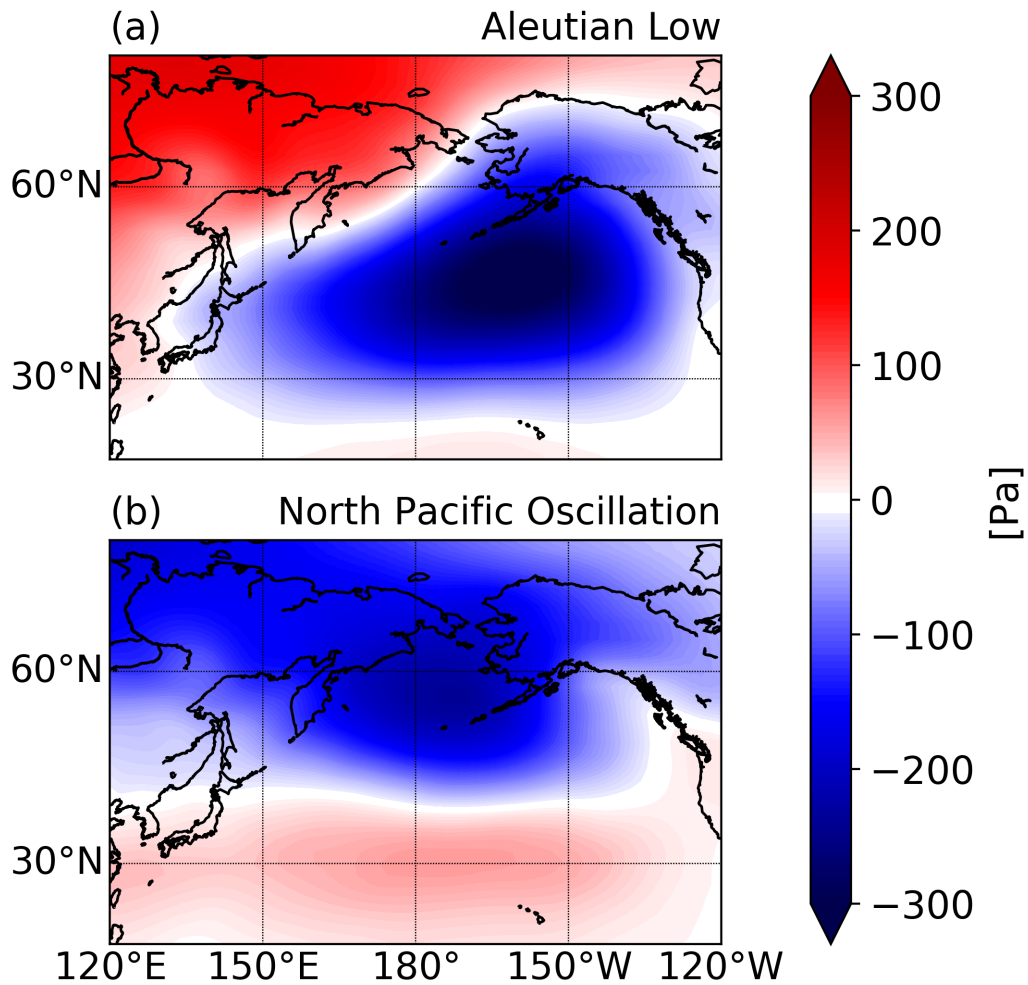 (a) Aleutian Low
60°N
30°N
(b) North Pacific Oscillation
60°N
30°N
120°E 150°E 180° 150°W 120°W
300
200
100
0
−100
−200
−300
[Pa]